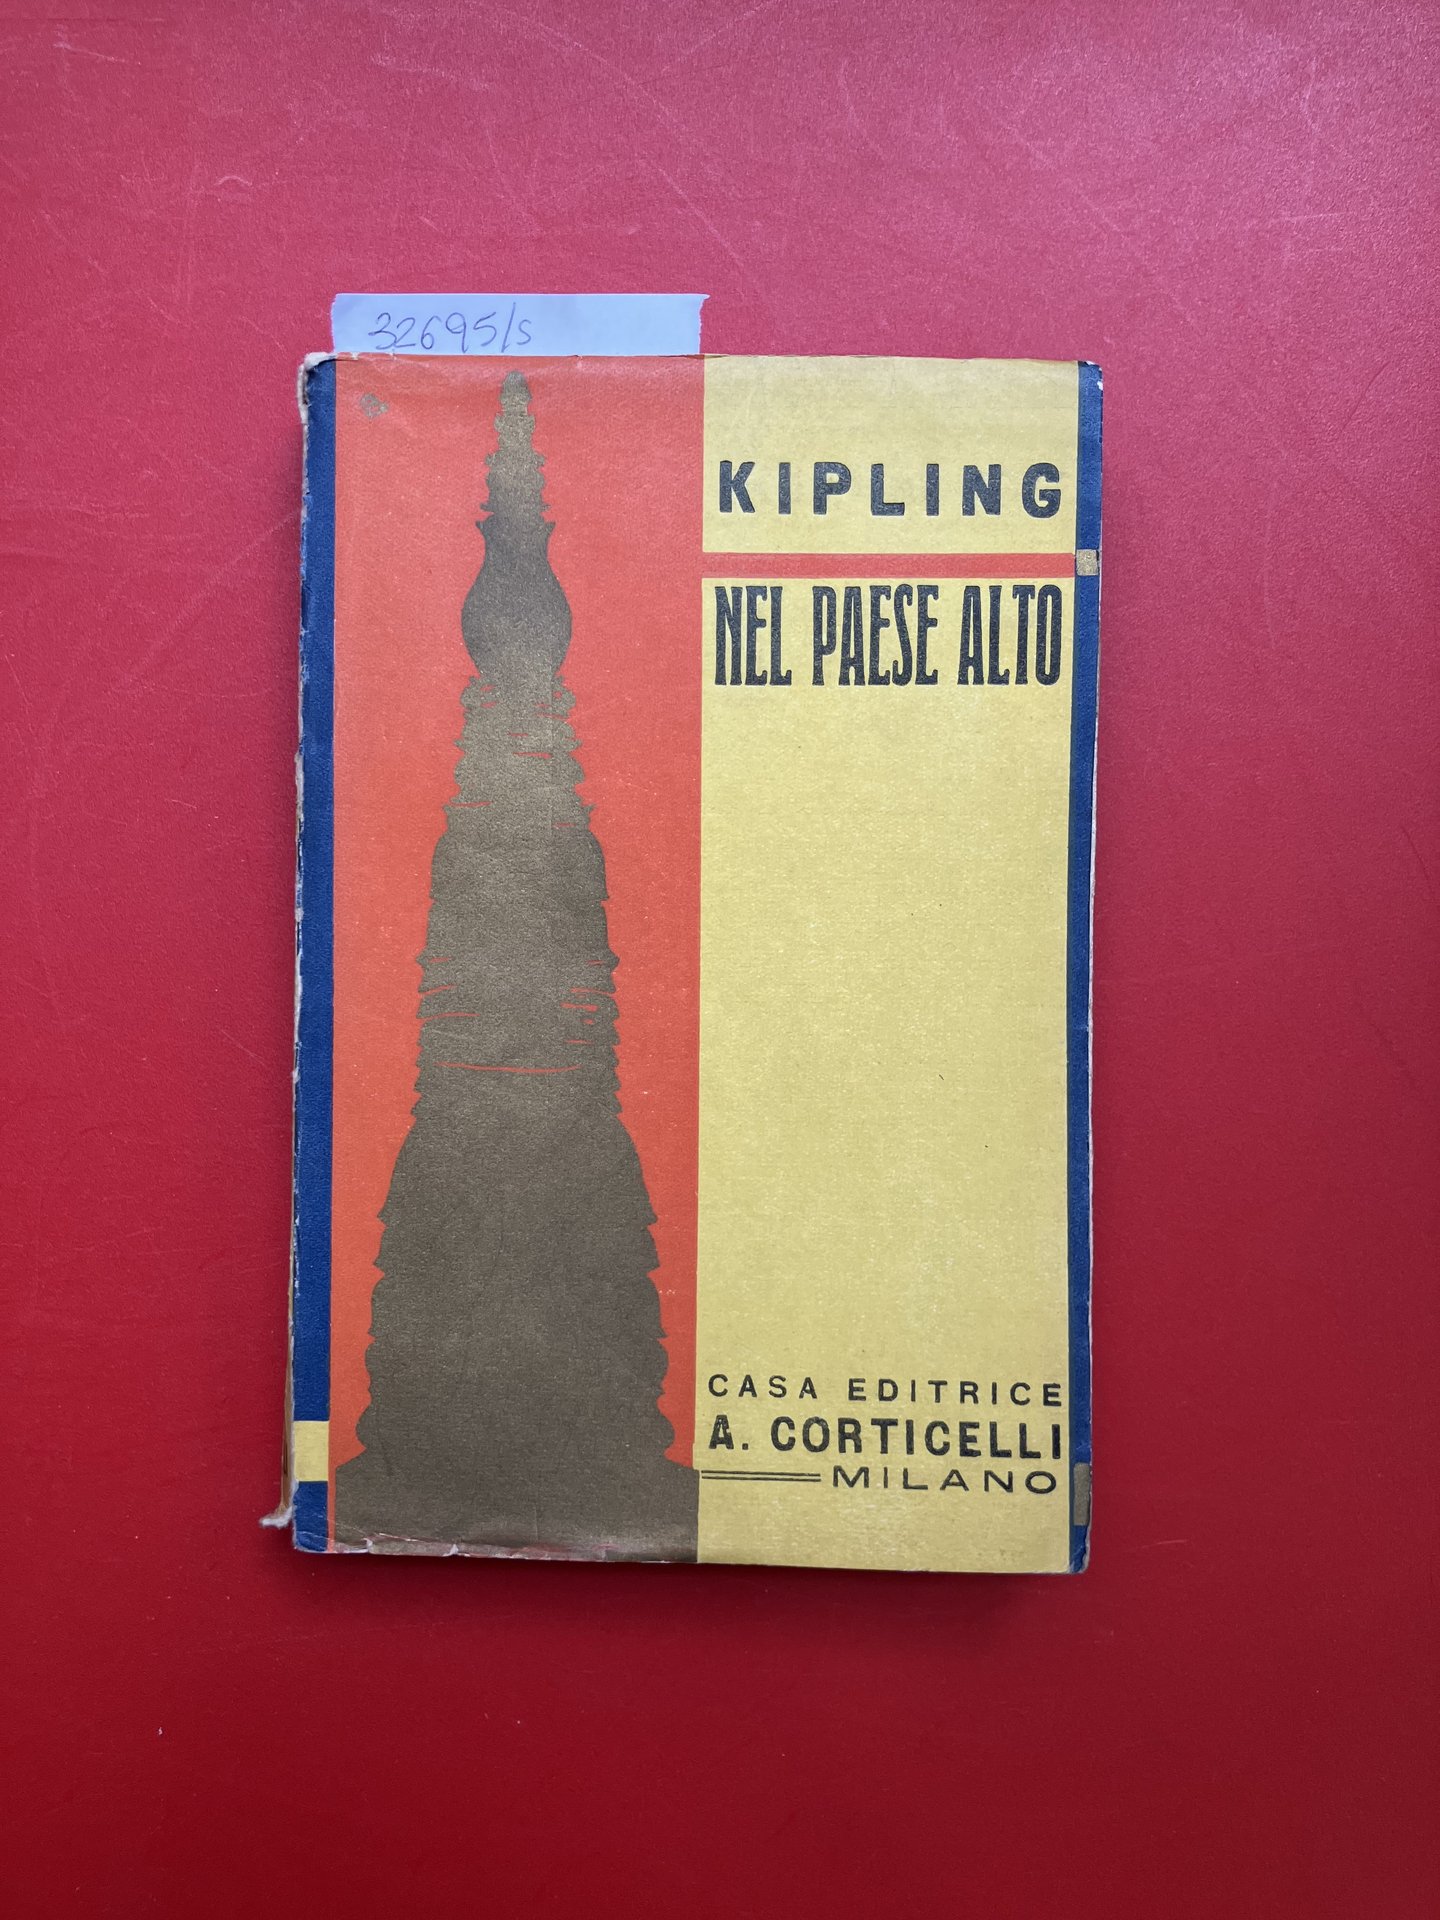 32695/s
KIPLING
NEL PAESE ALTO
CASA EDITRICE
A. CORTICELLI
MILANO